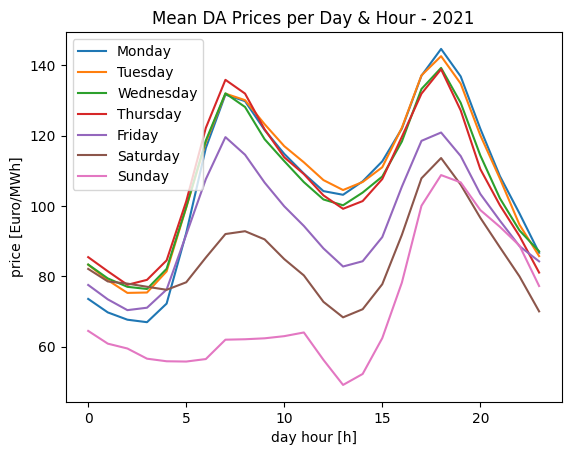 Mean DA Prices per Day & Hour - 2021
Monday
Tuesday
Wednesday
Thursday
Friday
Saturday
Sunday
price [Euro/MWh]
140
120
100
80
60
0 5 10 15 20
day hour [h]